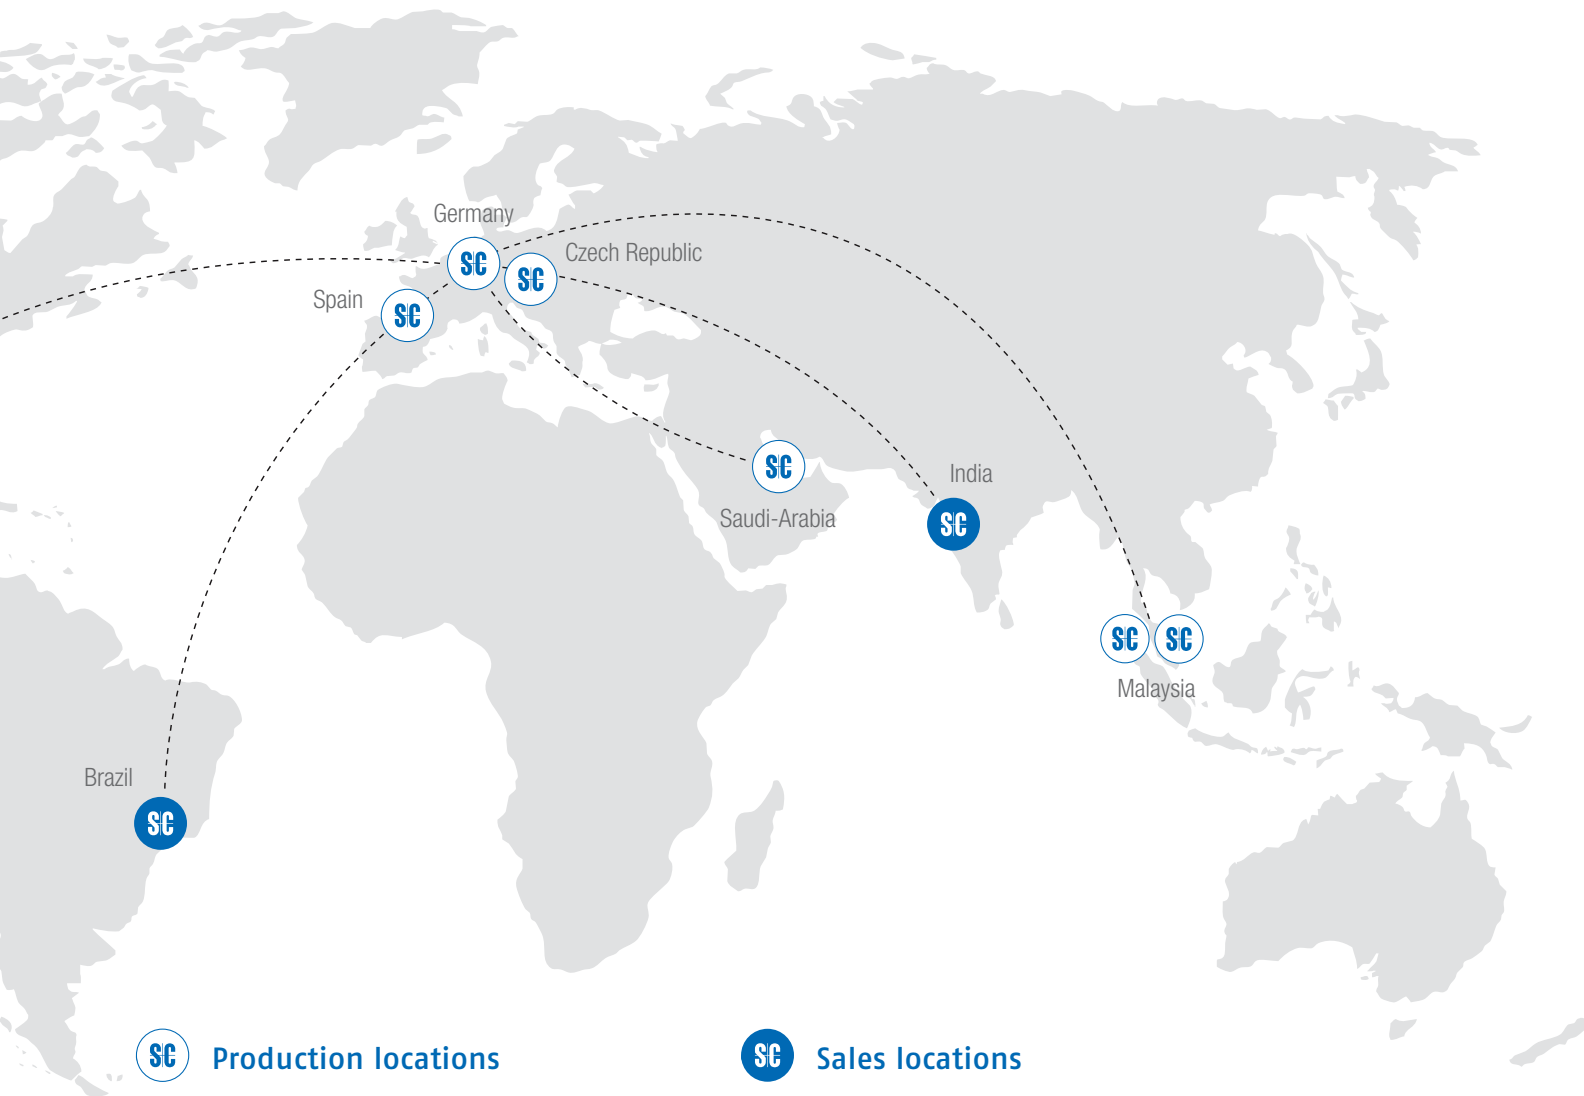 Germany
SC
Czech Republic
SC
Spain
SC
SC
Saudi-Arabia
India
SC
SC SC
Malaysia
Brazil
SC
SC Production locations
SC Sales locations